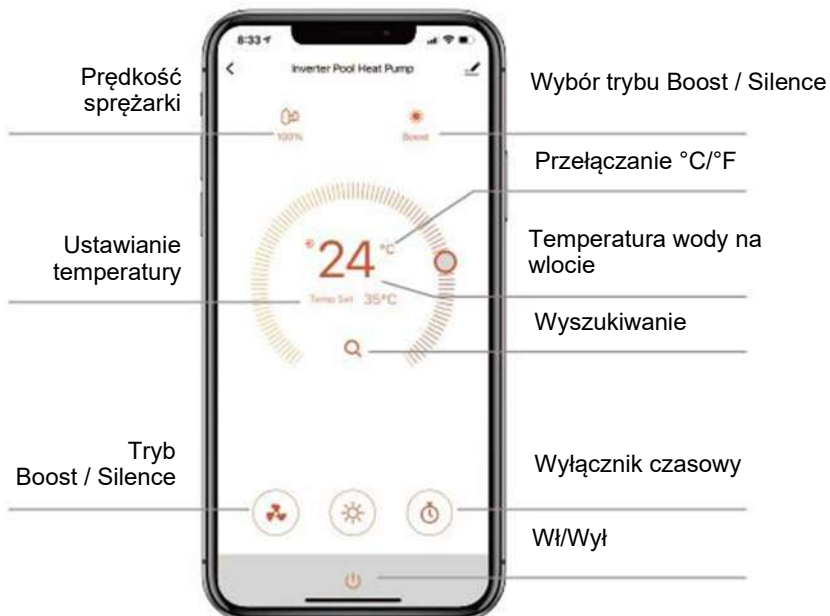 8:33
Inverter Pool Heat Pump
Prędkość
sprężarki
Wybór trybu Boost / Silence
100%
Boost
Przełączanie °C/°F
Ustawianie
temperatury
24 °C
Temperatura wody na
wlocie
Temp Set 35°C
Wyszukiwanie
Tryb
Boost / Silence
Wyłącznik czasowy
Wł/Wył